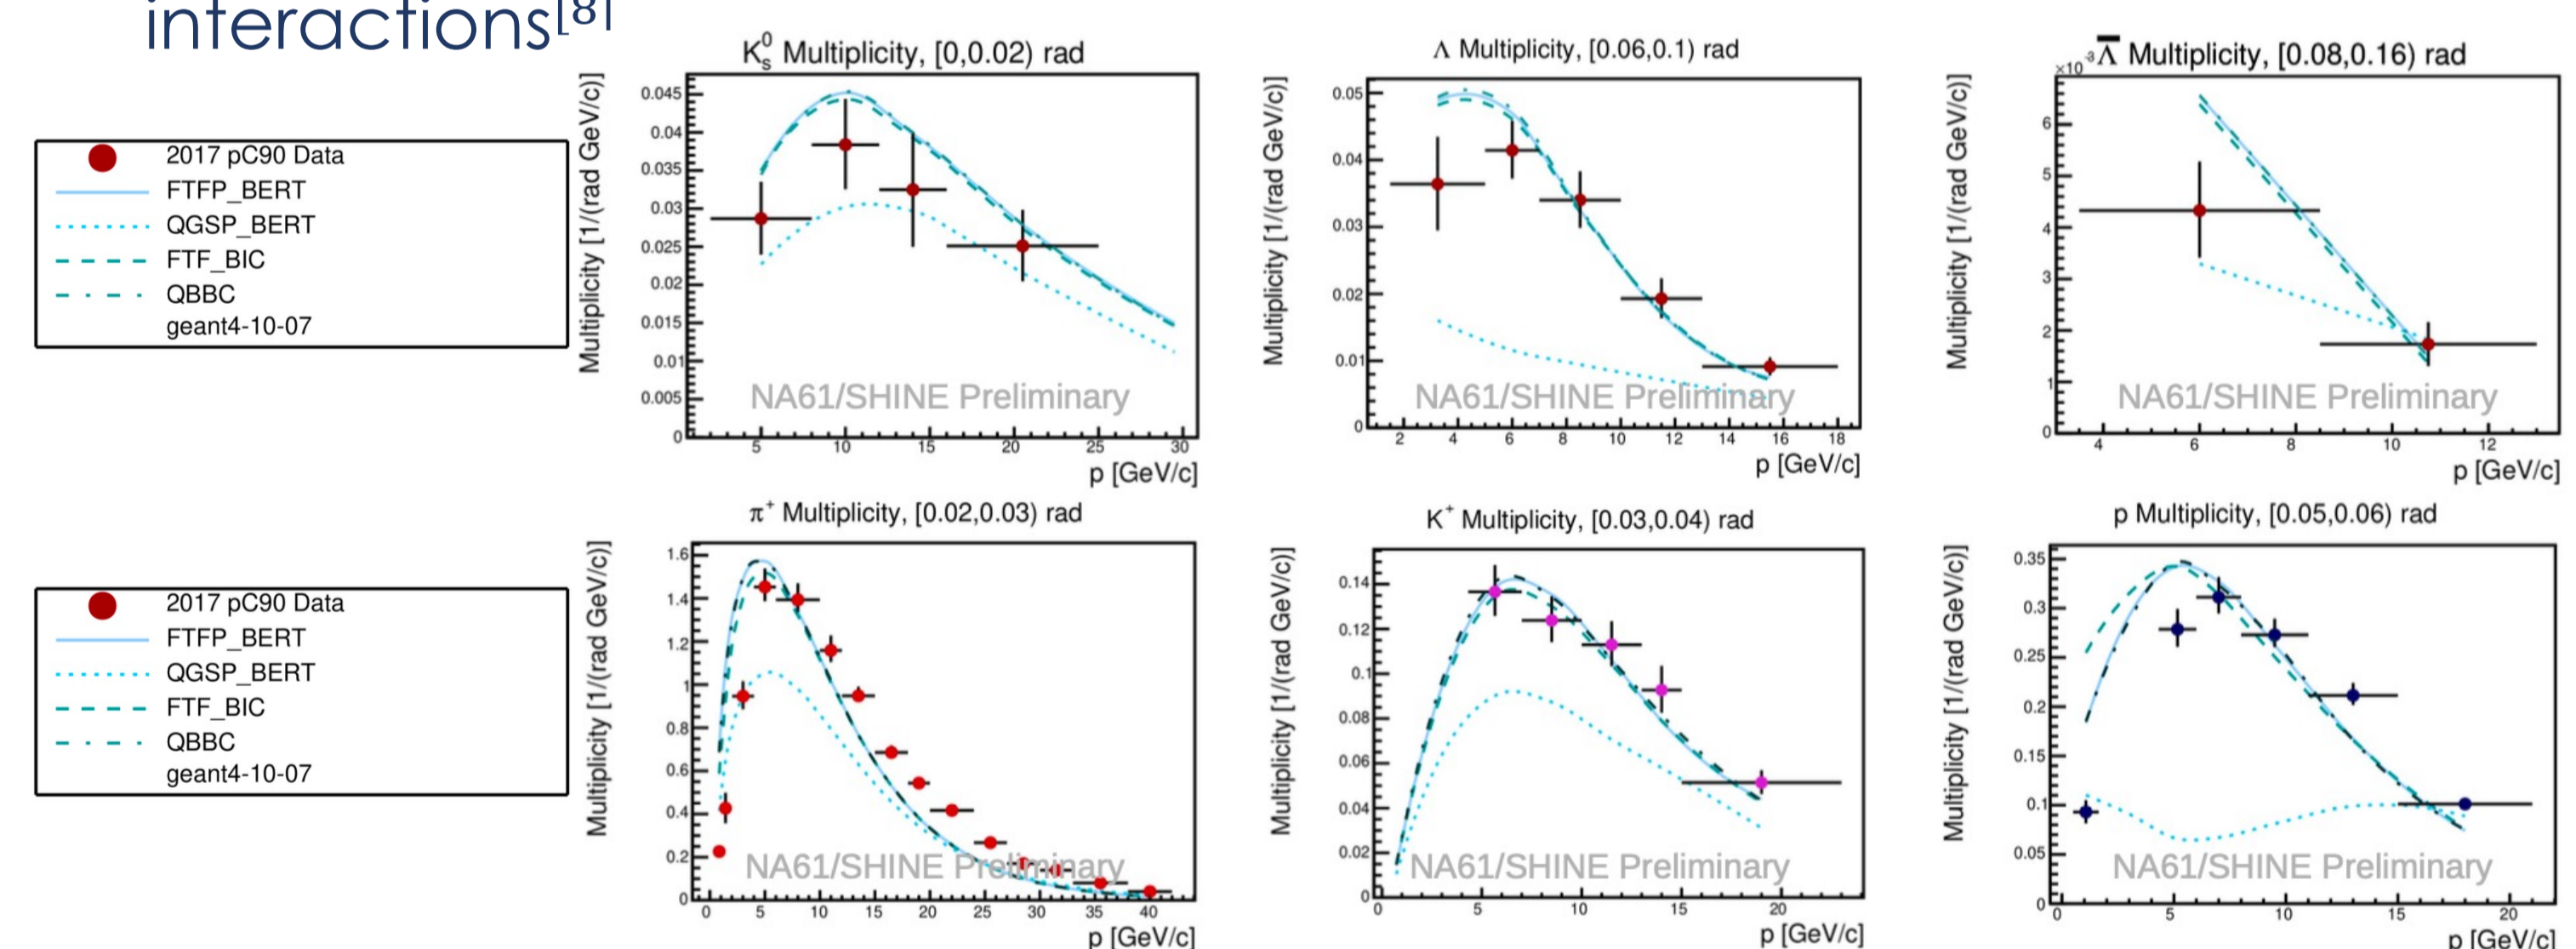 interactions[8]
K⁰ₛ Multiplicity, [0,0.02) rad
Multiplicity [1/(rad GeV/c)]
0.045
0.04
0.035
0.03
0.025
0.02
0.015
0.01
0.005
0
NA61/SHINE Preliminary
5 10 15 20 25 30
p [GeV/c]
Λ Multiplicity, [0.06,0.1) rad
Multiplicity [1/(rad GeV/c)]
0.05
0.04
0.03
0.02
0.01
0
NA61/SHINE Preliminary
2 4 6 8 10 12 14 16 18
p [GeV/c]
×10⁻³
Λ̅ Multiplicity, [0.08,0.16) rad
Multiplicity [1/(rad GeV/c)]
6
5
4
3
2
1
0
NA61/SHINE Preliminary
4 6 8 10 12
p [GeV/c]
2017 pC90 Data
FTFP_BERT
QGSP_BERT
FTF_BIC
QBBC
geant4-10-07
π⁺ Multiplicity, [0.02,0.03) rad
Multiplicity [1/(rad GeV/c)]
1.6
1.4
1.2
1
0.8
0.6
0.4
0.2
0
NA61/SHINE Preliminary
0 5 10 15 20 25 30 35 40
p [GeV/c]
K⁺ Multiplicity, [0.03,0.04) rad
Multiplicity [1/(rad GeV/c)]
0.14
0.12
0.1
0.08
0.06
0.04
0.02
0
NA61/SHINE Preliminary
0 5 10 15 20
p [GeV/c]
p Multiplicity, [0.05,0.06) rad
Multiplicity [1/(rad GeV/c)]
0.35
0.3
0.25
0.2
0.15
0.1
0.05
0
NA61/SHINE Preliminary
0 5 10 15 20
p [GeV/c]
2017 pC90 Data
FTFP_BERT
QGSP_BERT
FTF_BIC
QBBC
geant4-10-07